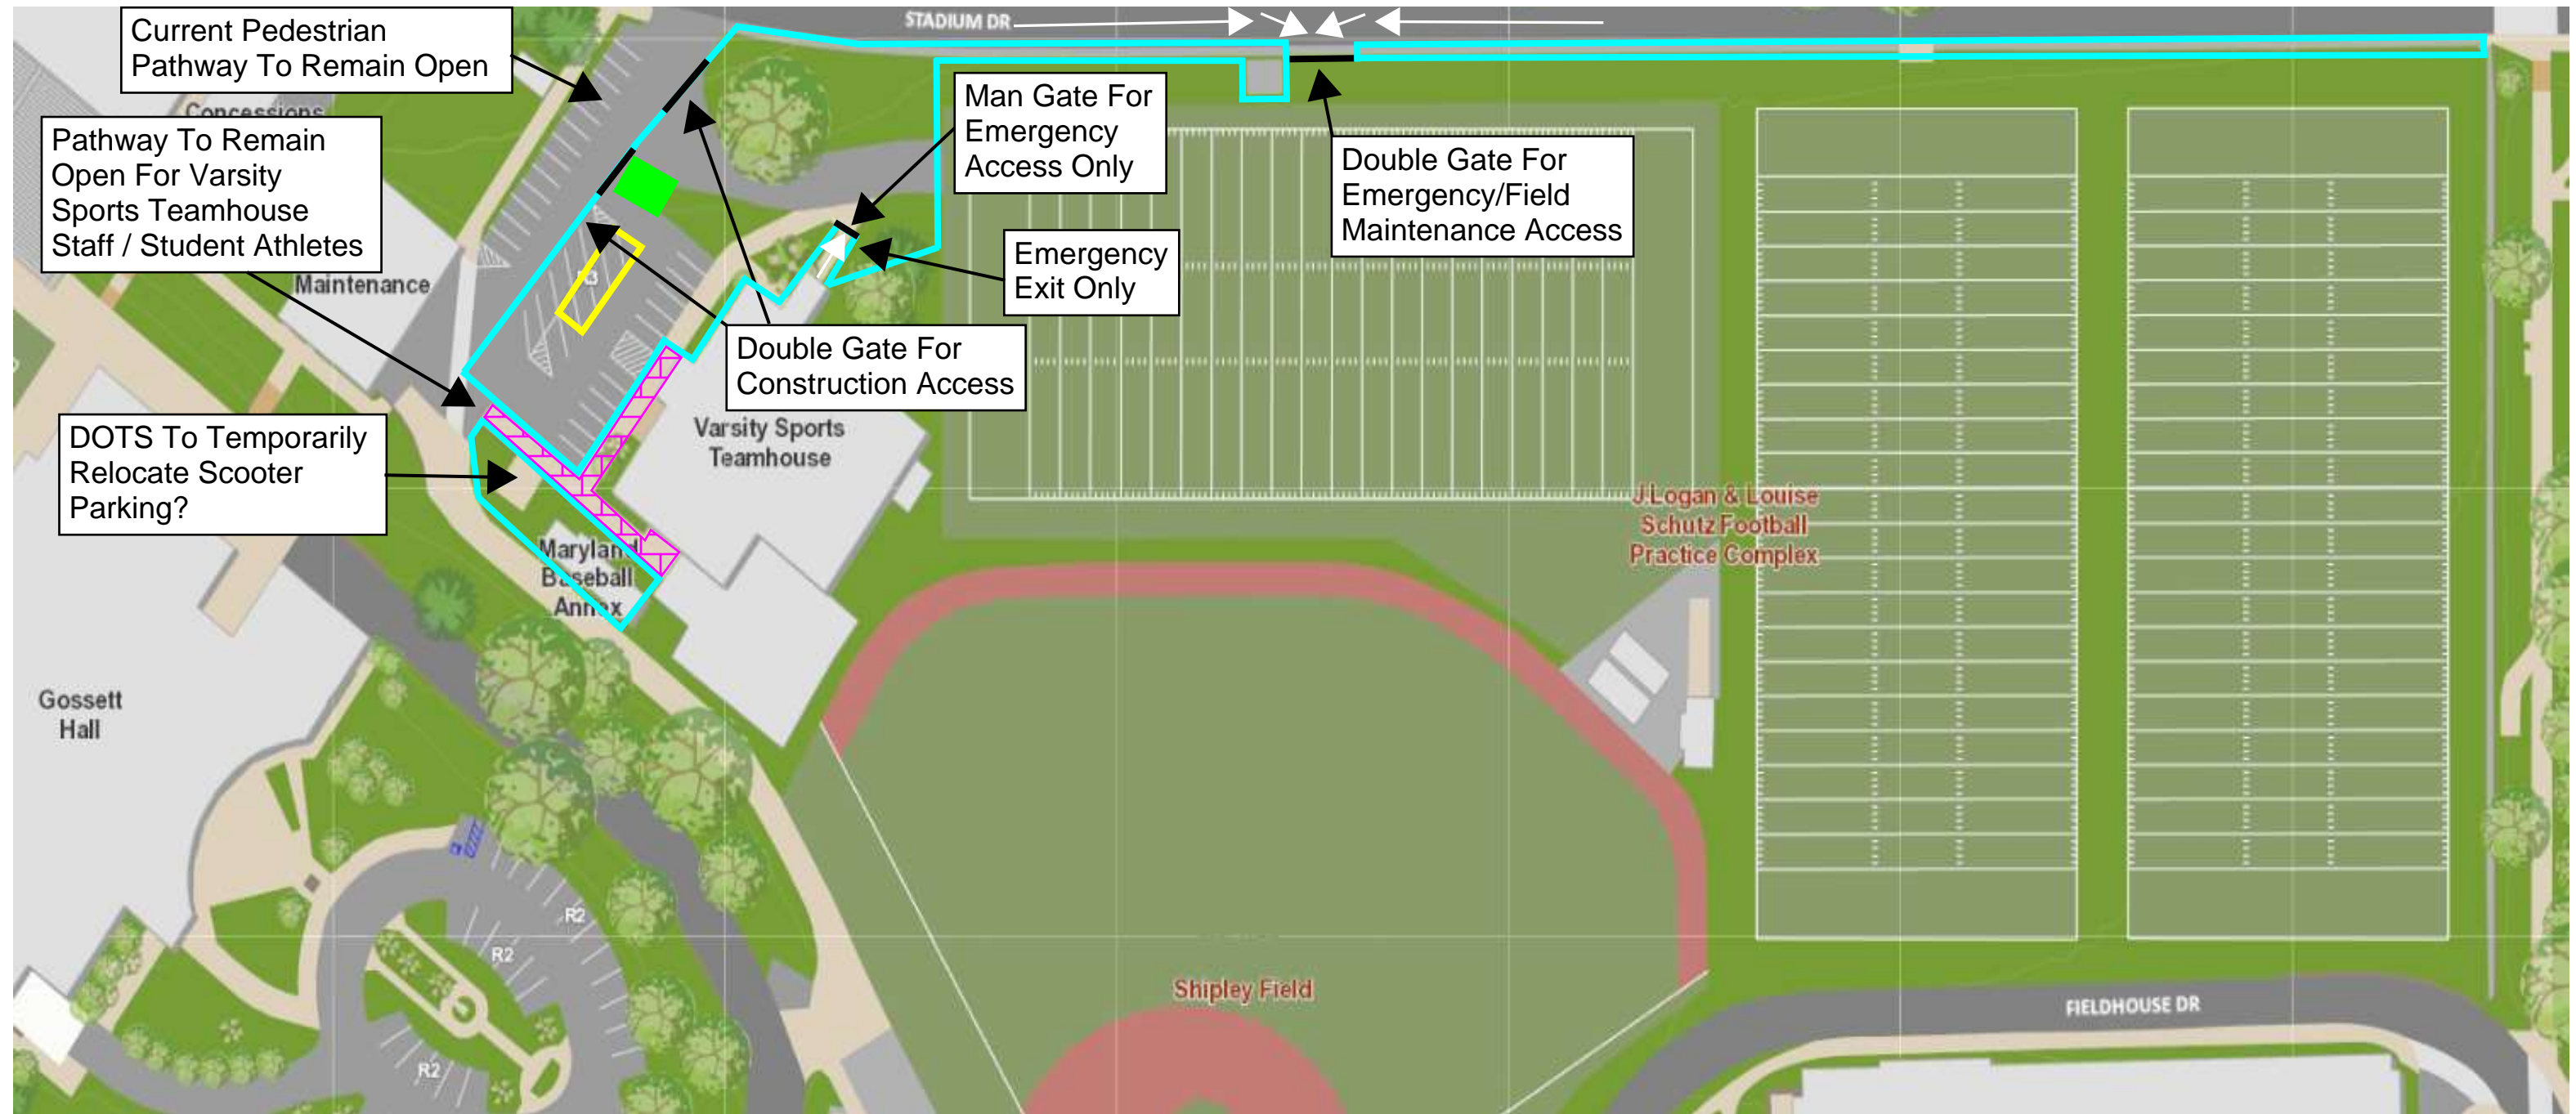 STADIUM DR
Current Pedestrian
Pathway To Remain Open
Concessions
Pathway To Remain
Open For Varsity
Sports Teamhouse
Staff / Student Athletes
Maintenance
Man Gate For
Emergency
Access Only
Double Gate For
Emergency/Field
Maintenance Access
Emergency
Exit Only
Double Gate For
Construction Access
DOTS To Temporarily
Relocate Scooter
Parking?
Varsity Sports
Teamhouse
J.Logan & Louise
Schutz Football
Practice Complex
Maryland
Baseball
Annex
Gossett
Hall
R2
R2
R2
Shipley Field
FIELDHOUSE DR